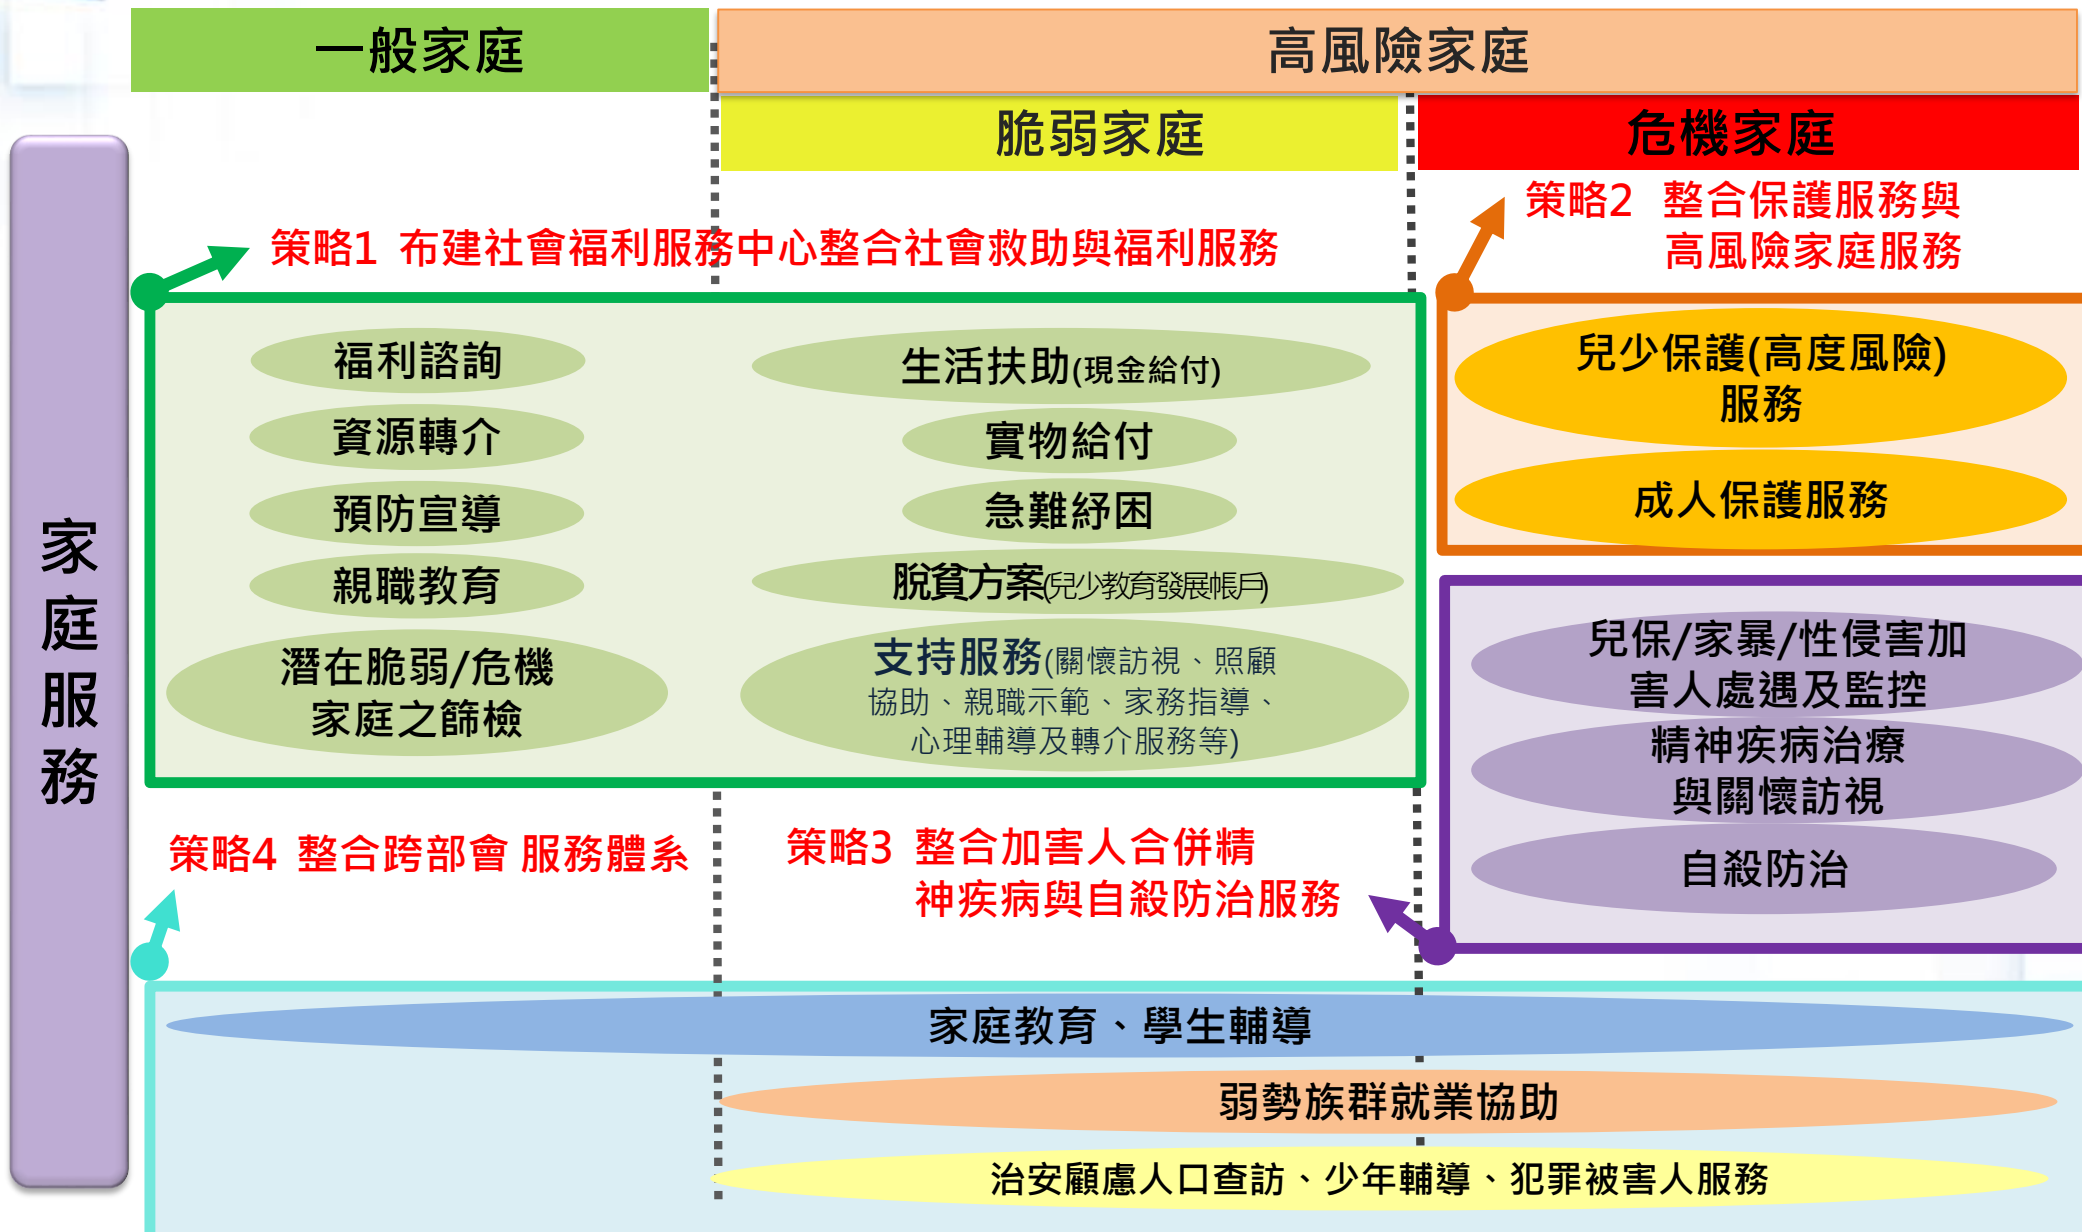 一般家庭
高風險家庭
脆弱家庭
危機家庭
家庭服務
策略1 布建社會福利服務中心整合社會救助與福利服務
策略2 整合保護服務與
高風險家庭服務
福利諮詢
資源轉介
預防宣導
親職教育
潛在脆弱/危機
家庭之篩檢
生活扶助(現金給付)
實物給付
急難紓困
脫貧方案(兒少教育發展帳戶)
支持服務(關懷訪視、照顧
協助、親職示範、家務指導、
心理輔導及轉介服務等)
兒少保護(高度風險)
服務
成人保護服務
兒保/家暴/性侵害加
害人處遇及監控
精神疾病治療
與關懷訪視
自殺防治
策略4 整合跨部會 服務體系
策略3 整合加害人合併精
神疾病與自殺防治服務
家庭教育、學生輔導
弱勢族群就業協助
治安顧慮人口查訪、少年輔導、犯罪被害人服務